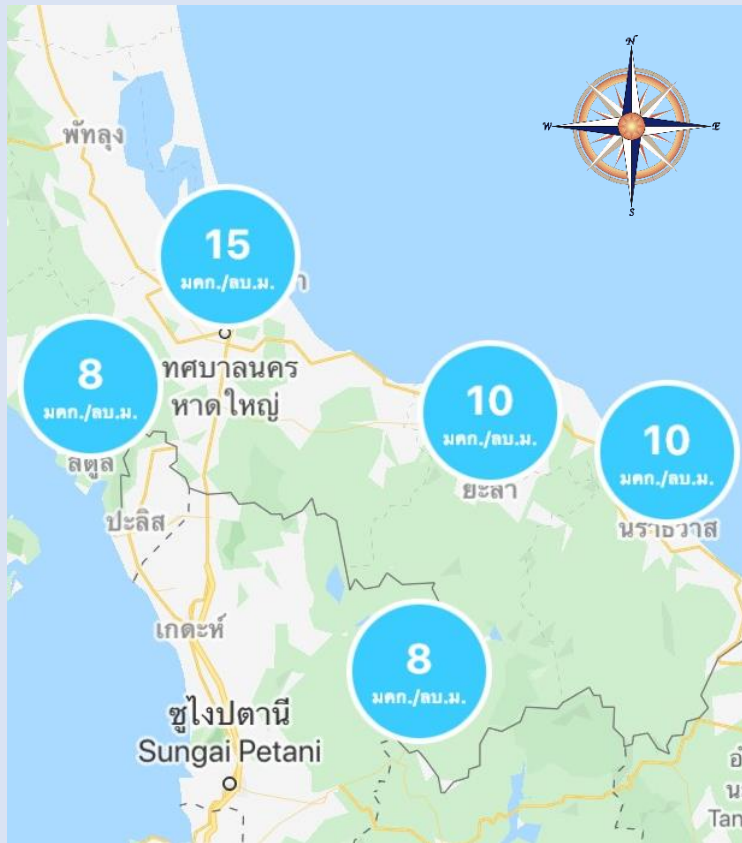 N
W
E
S
พัทลุง
15
มคก./ลบ.ม.
า
8
มคก./ลบ.ม.
ทศบาลนคร
หาดใหญ่
10
มคก./ลบ.ม.
10
มคก./ลบ.ม.
สตูล
ยะลา
ปะลิส
นราธิวาส
เกดะห์
8
มคก./ลบ.ม.
ซูไงปตานี
Sungai Petani
อั
น
Tan